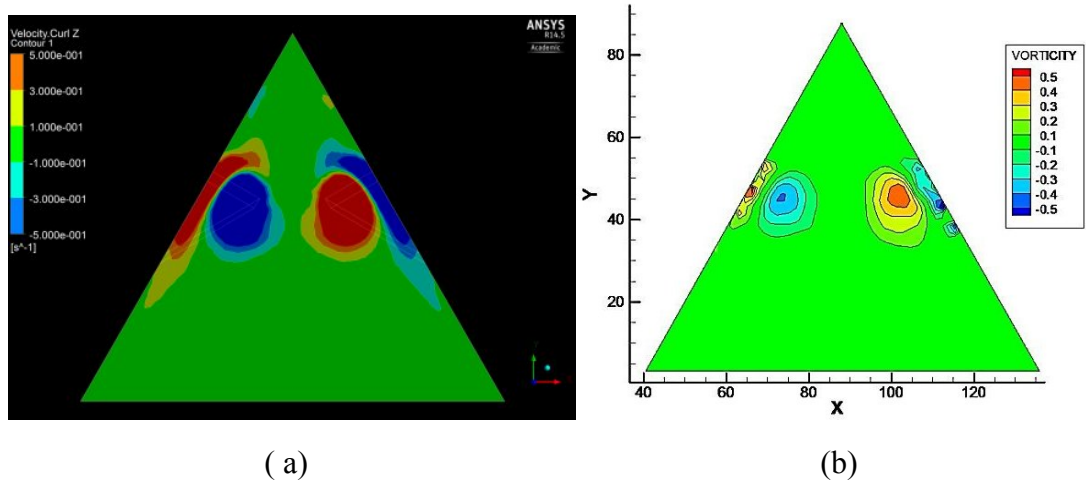 Velocity.Curl Z
Contour 1
5.000e-001
3.000e-001
1.000e-001
-1.000e-001
-3.000e-001
-5.000e-001
[s^-1]
ANSYS
R14.5
Academic
VORTICITY
0.5
0.4
0.3
0.2
0.1
-0.1
-0.2
-0.3
-0.4
-0.5
80
60
40
20
Y
40 60 80 100 120
X
( a)
(b)